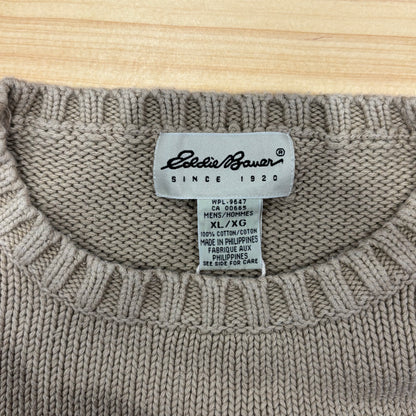 Eddie Bauer®
SINCE 1920
WPL-9647
CA 00665
MENS/HOMMES
XL/XG
100% COTTON/COTON
MADE IN PHILIPPINES
FABRIQUE AUX
PHILIPPINES
SEE SIDE FOR CARE